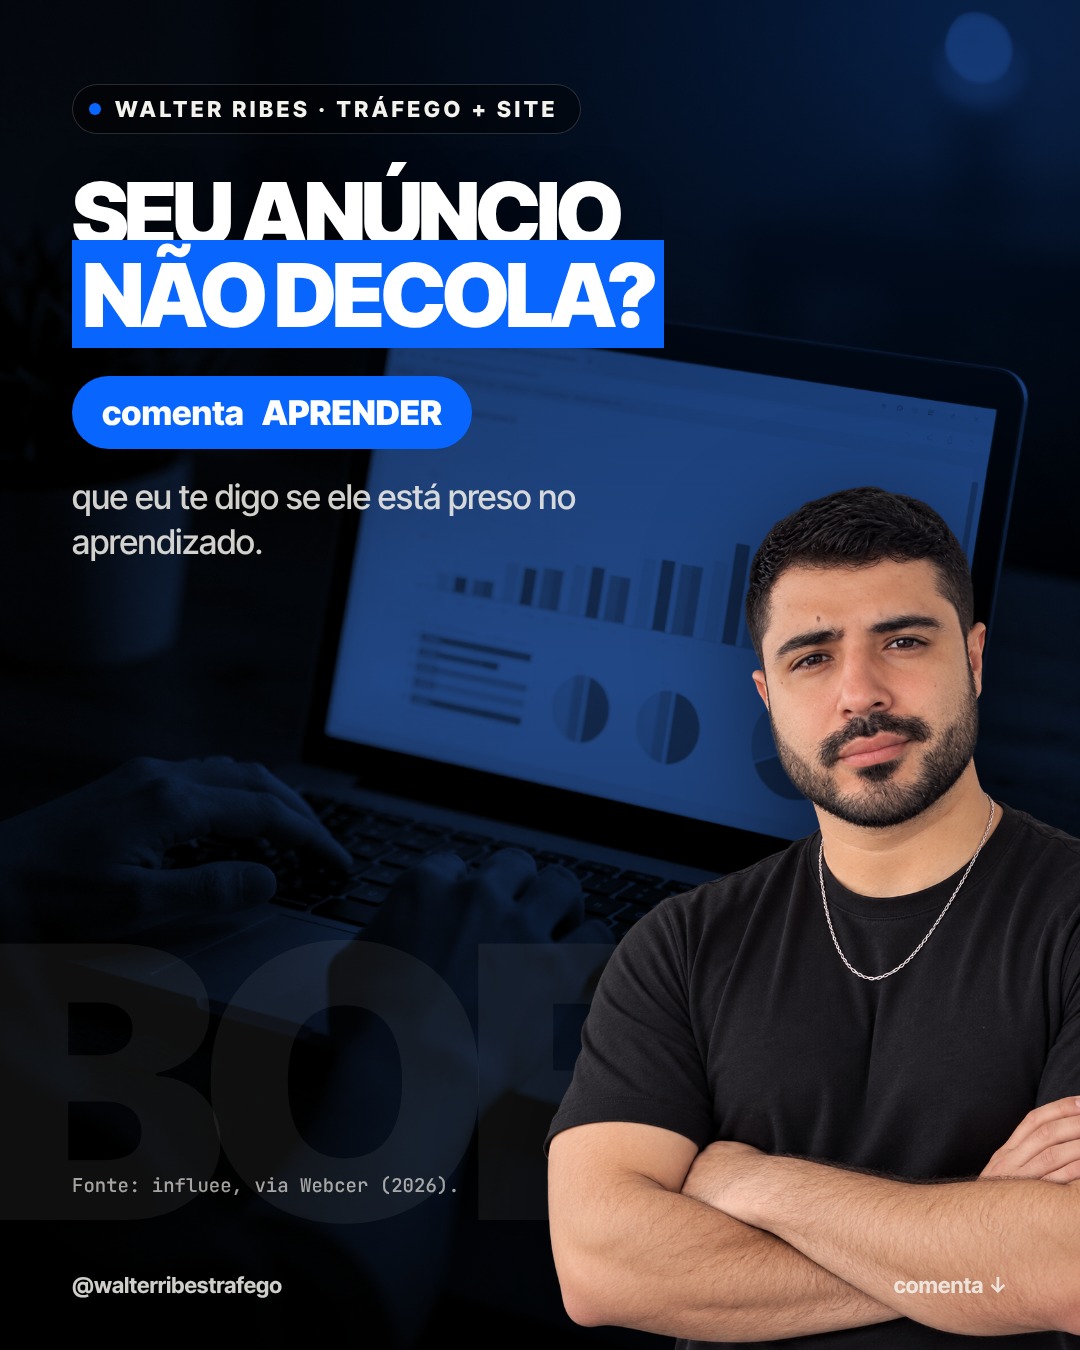 WALTER RIBES · TRÁFEGO + SITE
SEU ANÚNCIO
NÃO DECOLA?
comenta APRENDER
que eu te digo se ele está preso no
aprendizado.
Fonte: influee, via Webcer (2026).
@walterribestrafego
comenta ↓